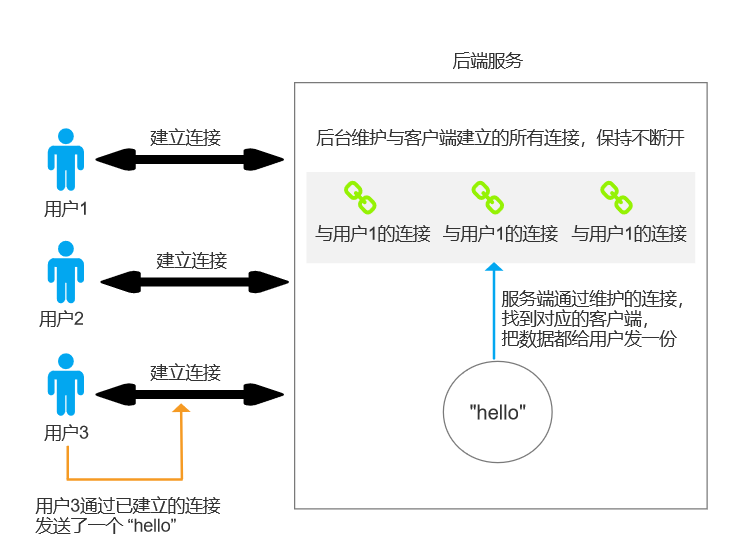 后端服务
建立连接
后台维护与客户端建立的所有连接，保持不断开
用户1
与用户1的连接 与用户1的连接 与用户1的连接
建立连接
用户2
服务端通过维护的连接，
找到对应的客户端，
把数据都给用户发一份
建立连接
用户3
"hello"
用户3通过已建立的连接
发送了一个 “hello”